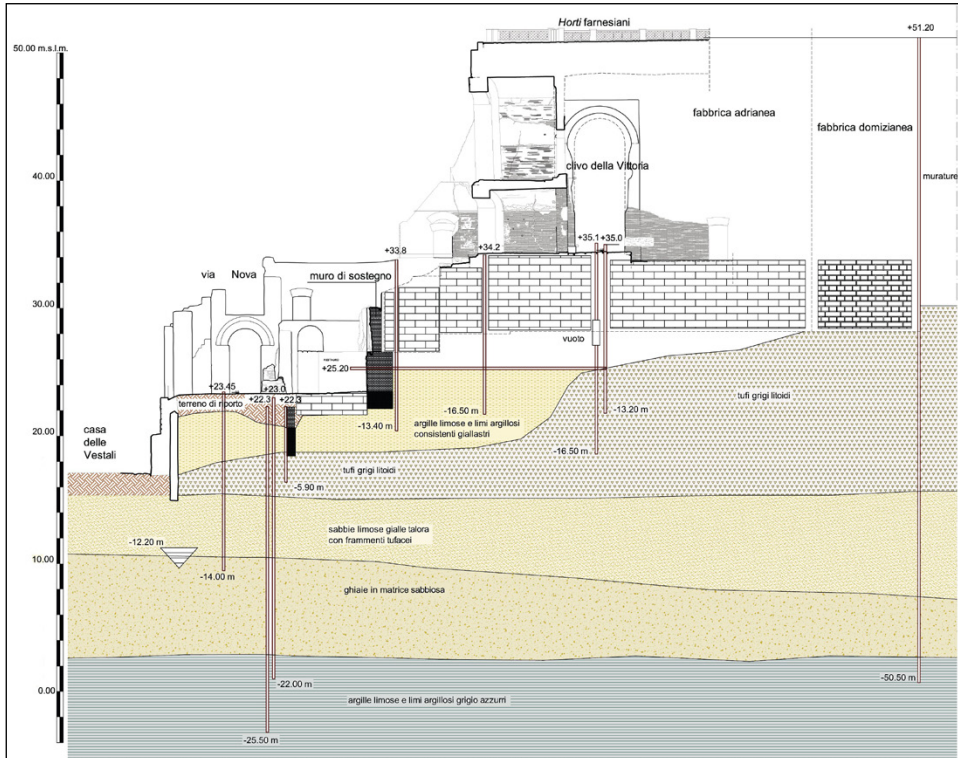 Horti farnesiani
+51.20
50.00 m.s.l.m.
fabbrica adrianea
fabbrica domizianea
clivo della Vittoria
murature
40.00
+35.1
+35.0
+34.2
+33.8
via Nova
muro di sostegno
30.00
vuoto
+25.20
+23.45
+23.0
+22.3
+22.3
terreno di riporto
tufi grigi litoidi
-16.50 m
-13.20 m
argille limose e limi argillosi
consistenti giallastri
-13.40 m
20.00
casa
delle
Vestali
-16.50 m
tufi grigi litoidi
-5.90 m
sabbie limose gialle talora
con frammenti tufacei
-12.20 m
10.00
-14.00 m
ghiaie in matrice sabbiosa
0.00
-22.00 m
argille limose e limi argillosi grigio azzurri
-50.50 m
-25.50 m